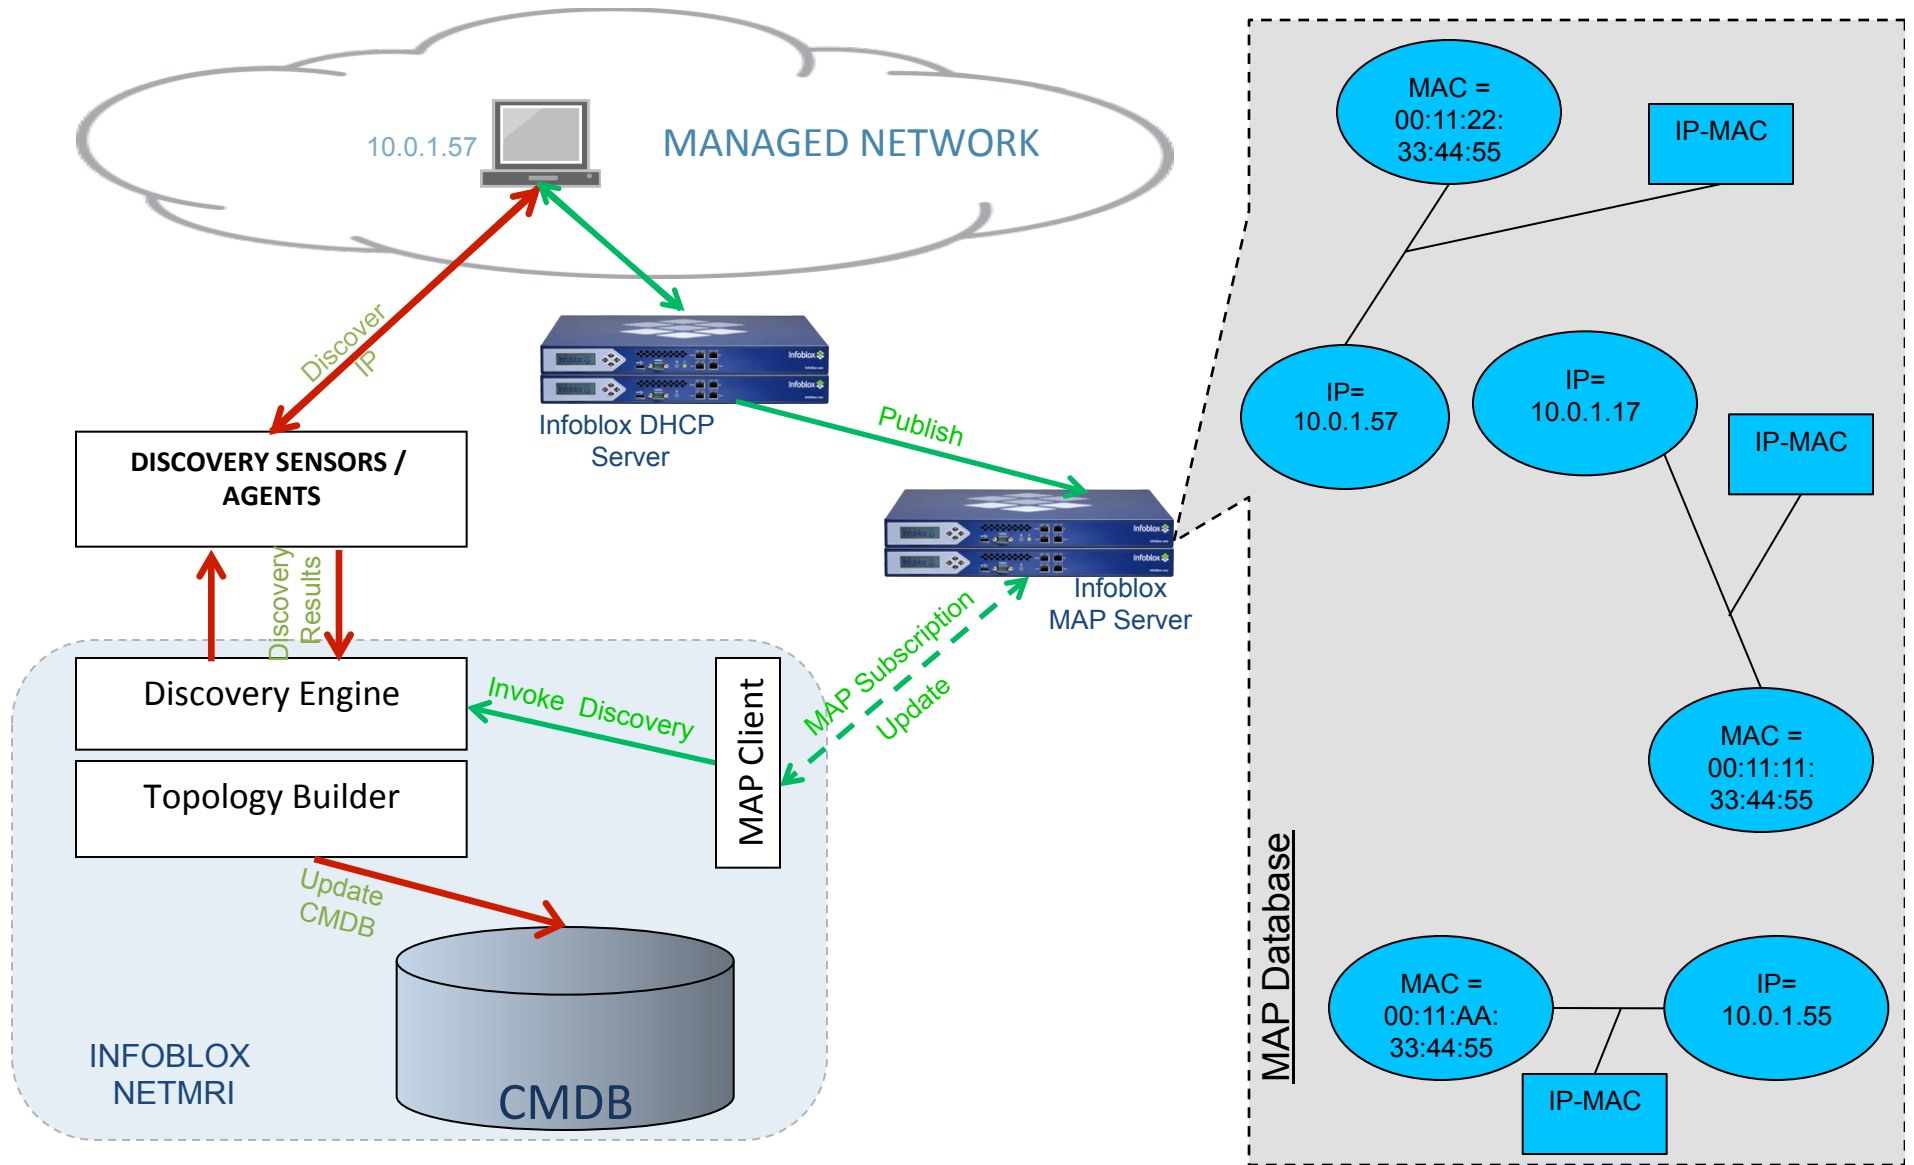 10.0.1.57
MANAGED NETWORK
Discover
IP
Infoblox
Infoblox
Infoblox DHCP
Server
Publish
DISCOVERY SENSORS /
AGENTS
Infoblox
Infoblox
Infoblox
MAP Server
Discovery
Results
MAP Subscription
Update
Discovery Engine
Invoke Discovery
MAP Client
Topology Builder
Update
CMDB
INFOBLOX
NETMRI
CMDB
MAC =
00:11:22:
33:44:55
IP-MAC
IP=
10.0.1.57
IP=
10.0.1.17
IP-MAC
MAC =
00:11:11:
33:44:55
MAP Database
MAC =
00:11:AA:
33:44:55
IP=
10.0.1.55
IP-MAC